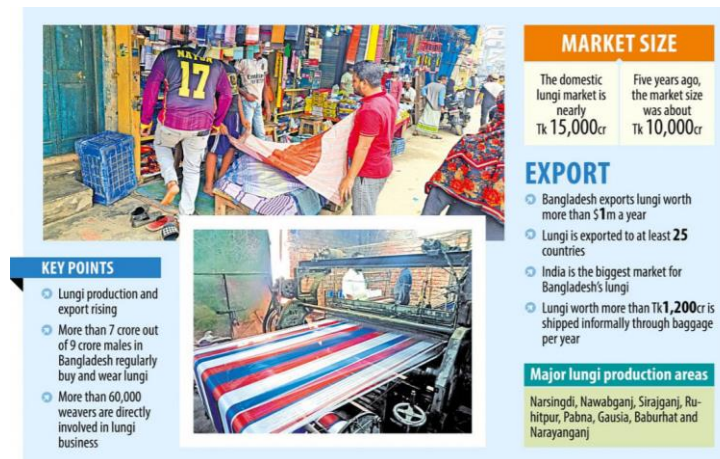 NAYON
17
KEY POINTS
Lungi production and
export rising
More than 7 crore out
of 9 crore males in
Bangladesh regularly
buy and wear lungi
More than 60,000
weavers are directly
involved in lungi
business
MARKET SIZE
The domestic
lungi market is
nearly
Tk 15,000cr
Five years ago,
the market size
was about
Tk 10,000cr
EXPORT
Bangladesh exports lungi worth
more than $1m a year
Lungi is exported to at least 25
countries
India is the biggest market for
Bangladesh's lungi
Lungi worth more than Tk1,200cr is
shipped informally through baggage
per year
Major lungi production areas
Narsingdi, Nawabganj, Sirajganj, Ru-
hitpur, Pabna, Gausia, Baburhat and
Narayanganj